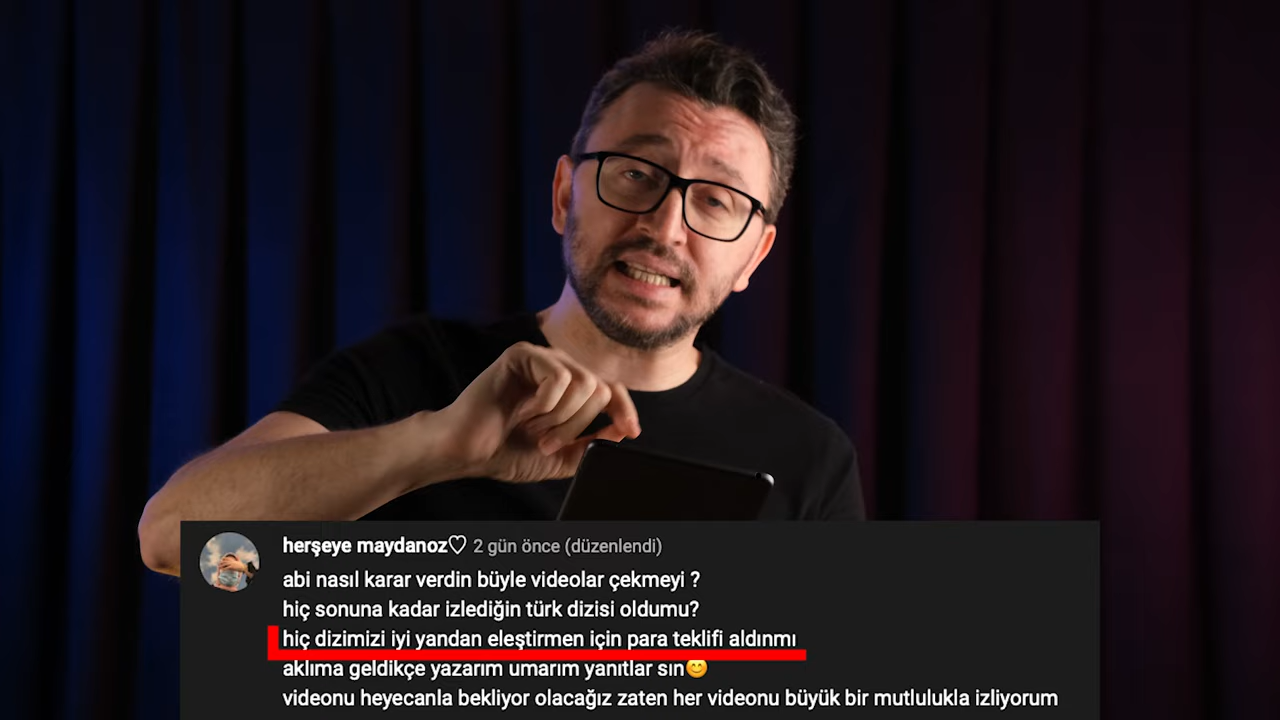 herşeye maydanoz♡ 2 gün önce (düzenlendi)
abi nasıl karar verdin büyle videolar çekmeyi ?
hiç sonuna kadar izlediğin türk dizisi oldumu?
hiç dizimizi iyi yandan eleştirmen için para teklifi aldınmı
aklıma geldikçe yazarım umarım yanıtlar sın😊
videonu heyecanla bekliyor olacağız zaten her videonu büyük bir mutlulukla izliyorum